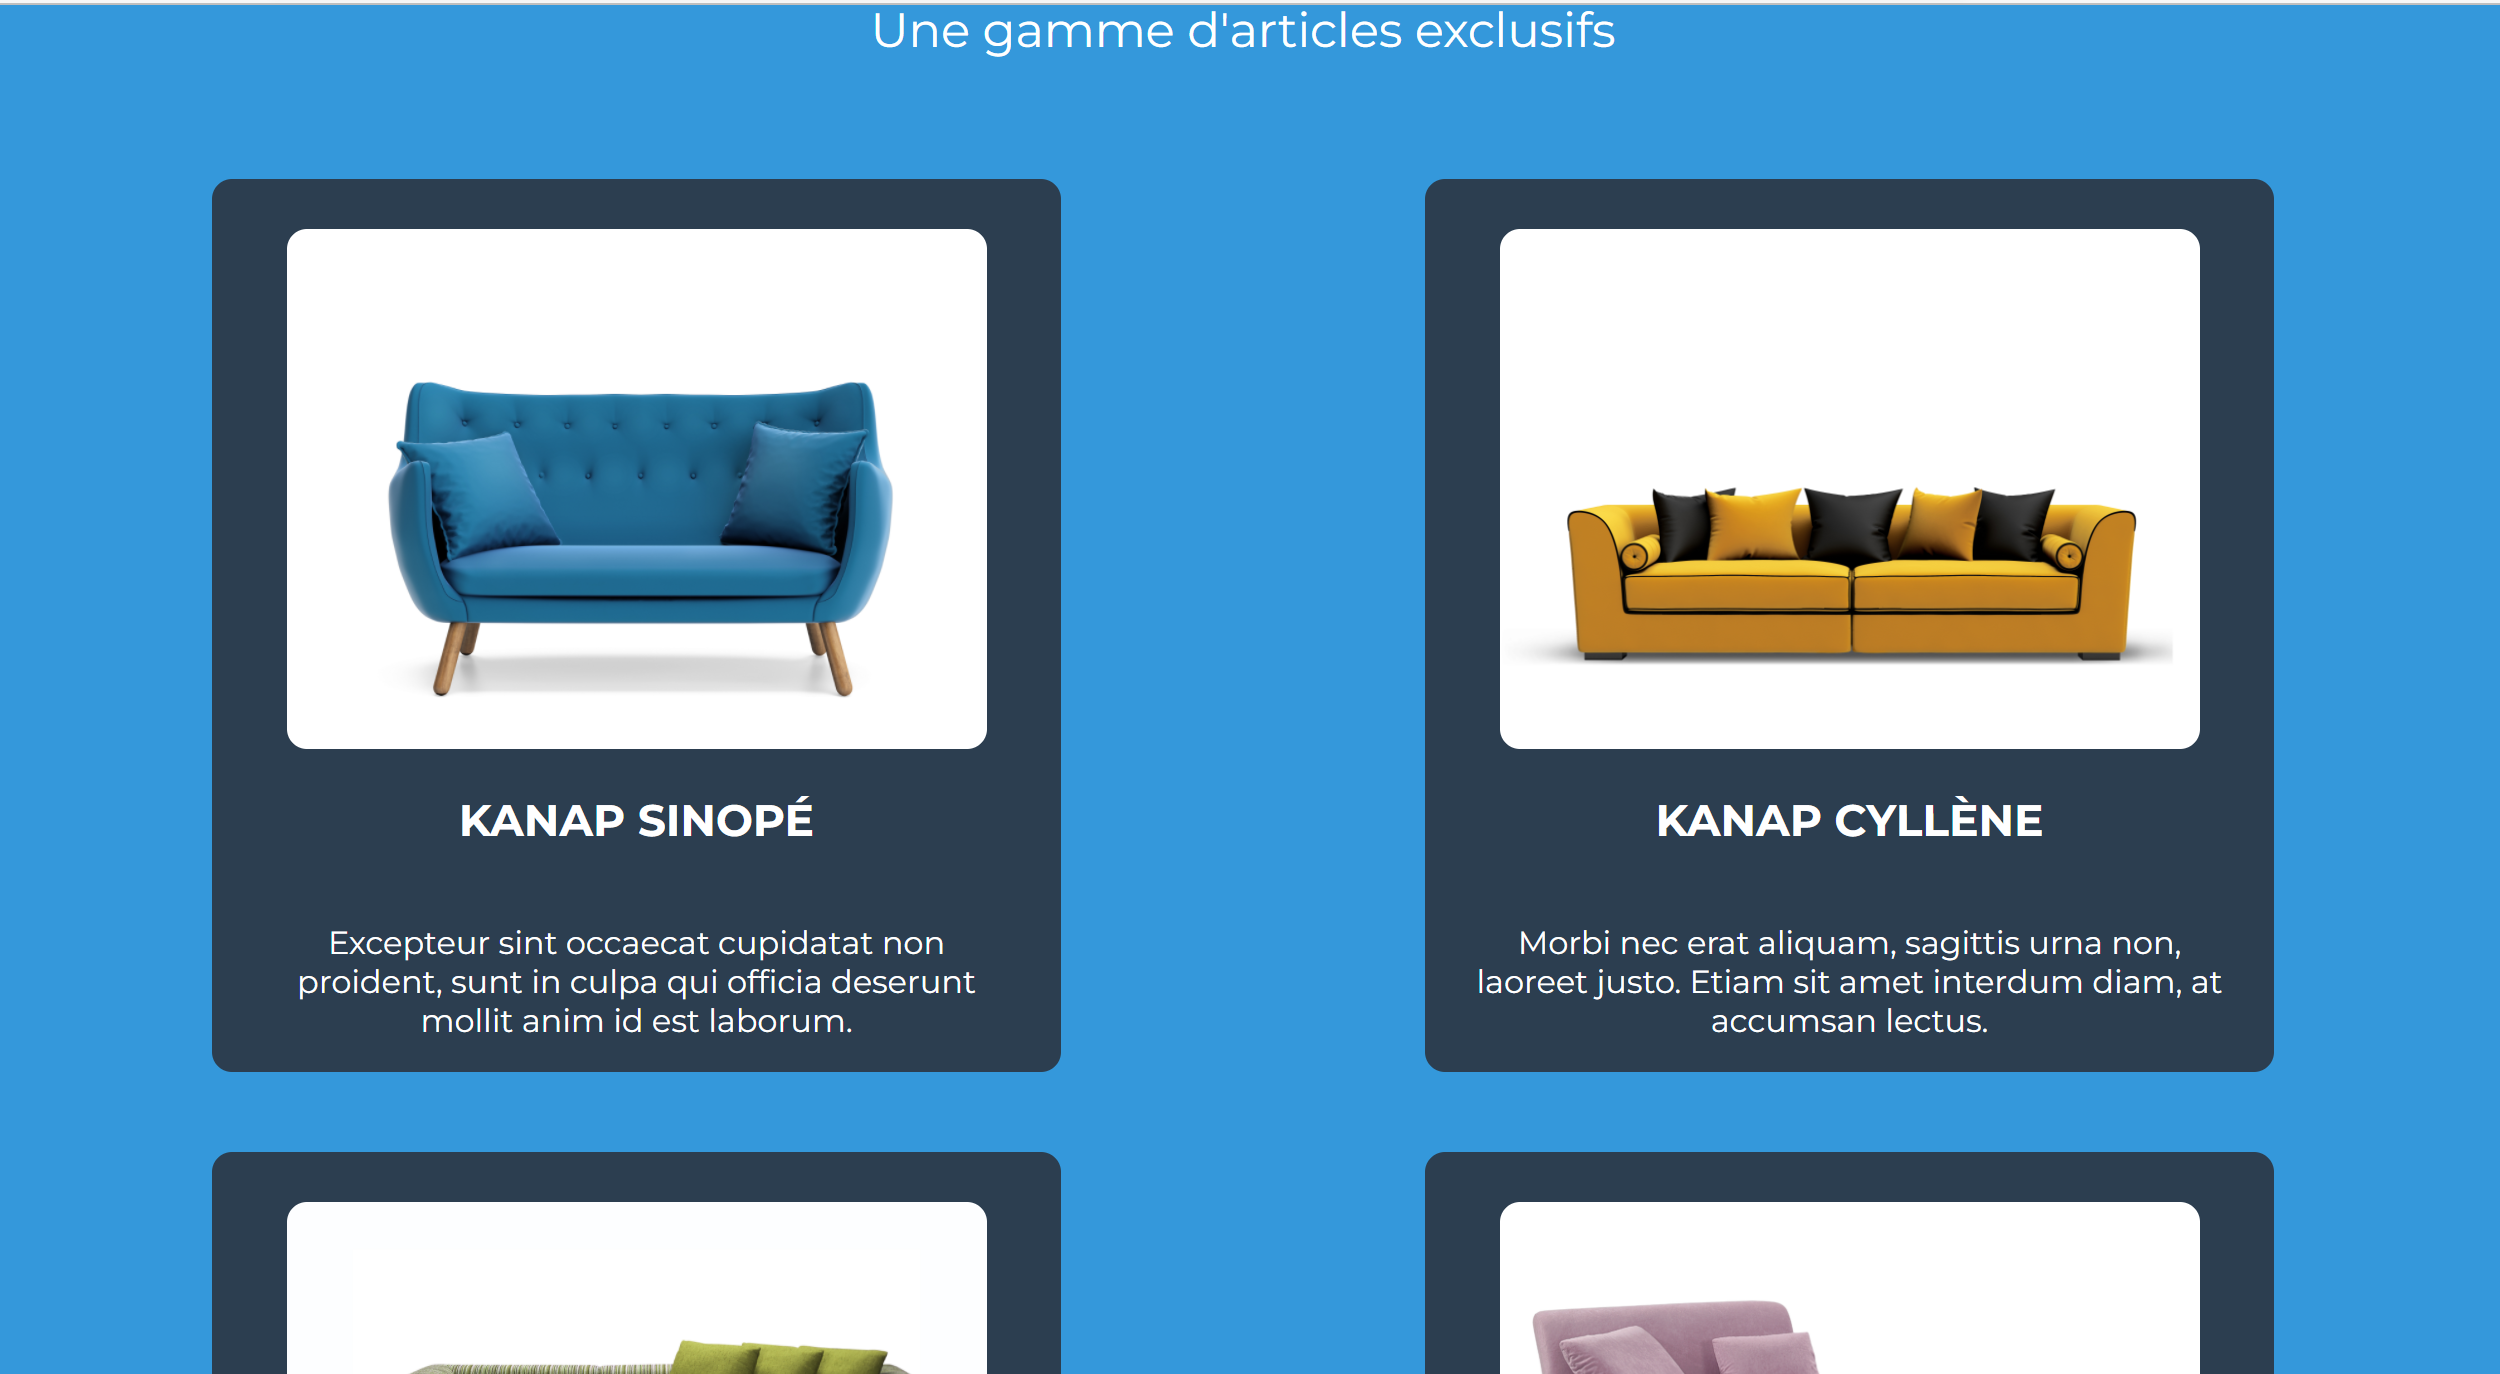 Une gamme d'articles exclusifs
KANAP SINOPÉ
Excepteur sint occaecat cupidatat non
proident, sunt in culpa qui officia deserunt
mollit anim id est laborum.
KANAP CYLLÈNE
Morbi nec erat aliquam, sagittis urna non,
laoreet justo. Etiam sit amet interdum diam, at
accumsan lectus.